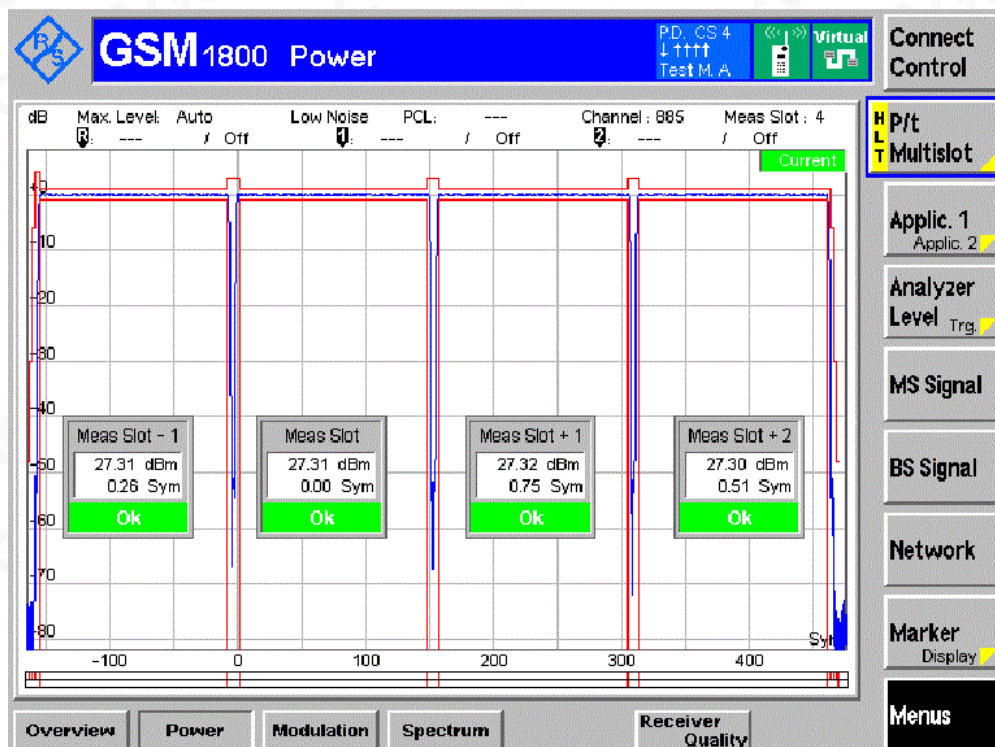 R/S
GSM 1800 Power
P.D. CS 4
↓ ↑↑↑↑
Test M. A
Virtual
Connect
Control
dB Max. Level: Auto Low Noise PCL: --- Channel : 885 Meas Slot : 4
R: --- / Off 1: --- / Off 2: --- / Off
Current
HLT
P/t
Multislot
Applic. 1
Applic. 2
Analyzer
Level Trg.
MS Signal
BS Signal
Network
Marker
Display
Menus
+0
-10
-20
-30
-40
-50
-60
-70
-80
Meas Slot - 1
27.31 dBm
0.26 Sym
Ok
Meas Slot
27.31 dBm
0.00 Sym
Ok
Meas Slot + 1
27.32 dBm
0.75 Sym
Ok
Meas Slot + 2
27.30 dBm
0.51 Sym
Ok
-100 0 100 200 300 400
Overview Power Modulation Spectrum Receiver Quality